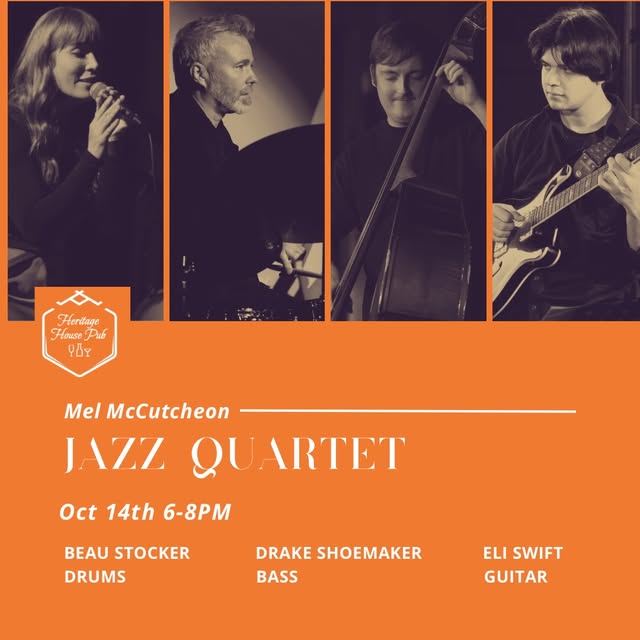 Heritage
House Pub
Mel McCutcheon
JAZZ QUARTET
Oct 14th 6-8PM
BEAU STOCKER
DRUMS
DRAKE SHOEMAKER
BASS
ELI SWIFT
GUITAR